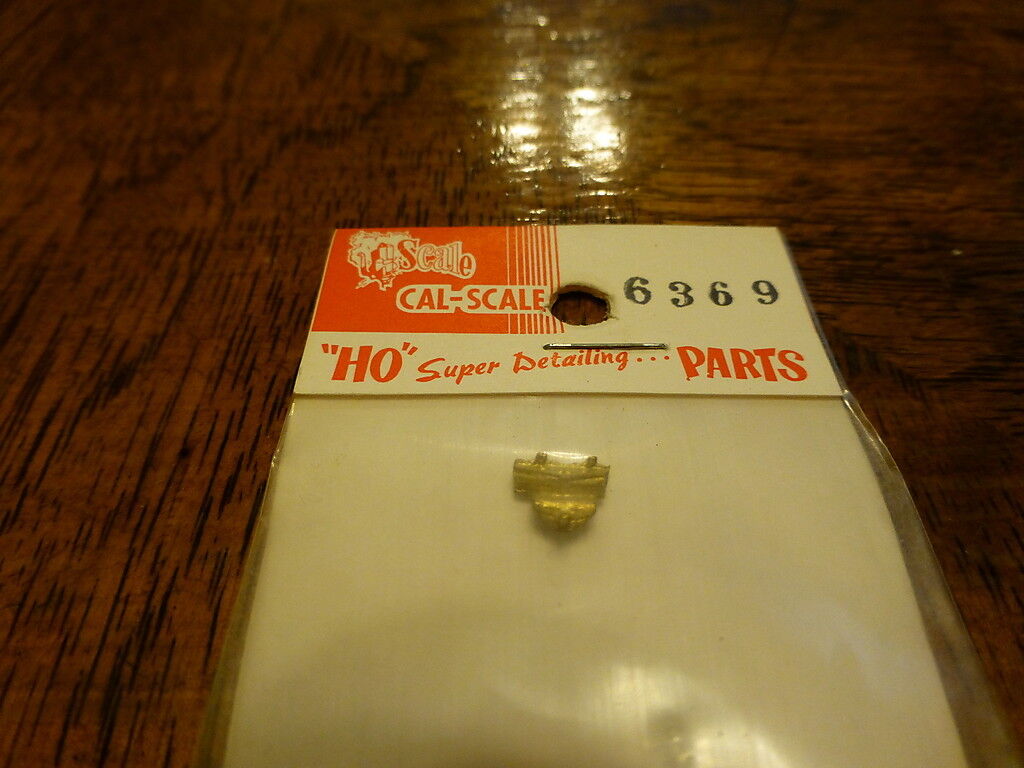 Scale
CAL-SCALE
6369
"HO" Super Detailing... PARTS